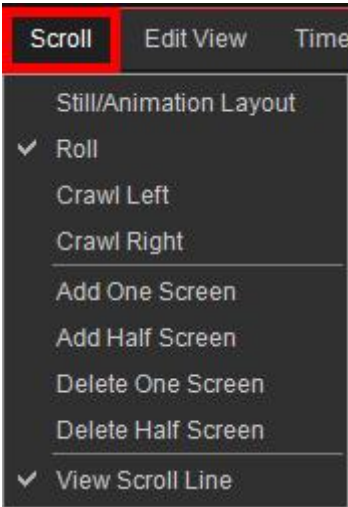 Scroll Edit View Time
Still/Animation Layout
Roll
Crawl Left
Crawl Right
Add One Screen
Add Half Screen
Delete One Screen
Delete Half Screen
View Scroll Line